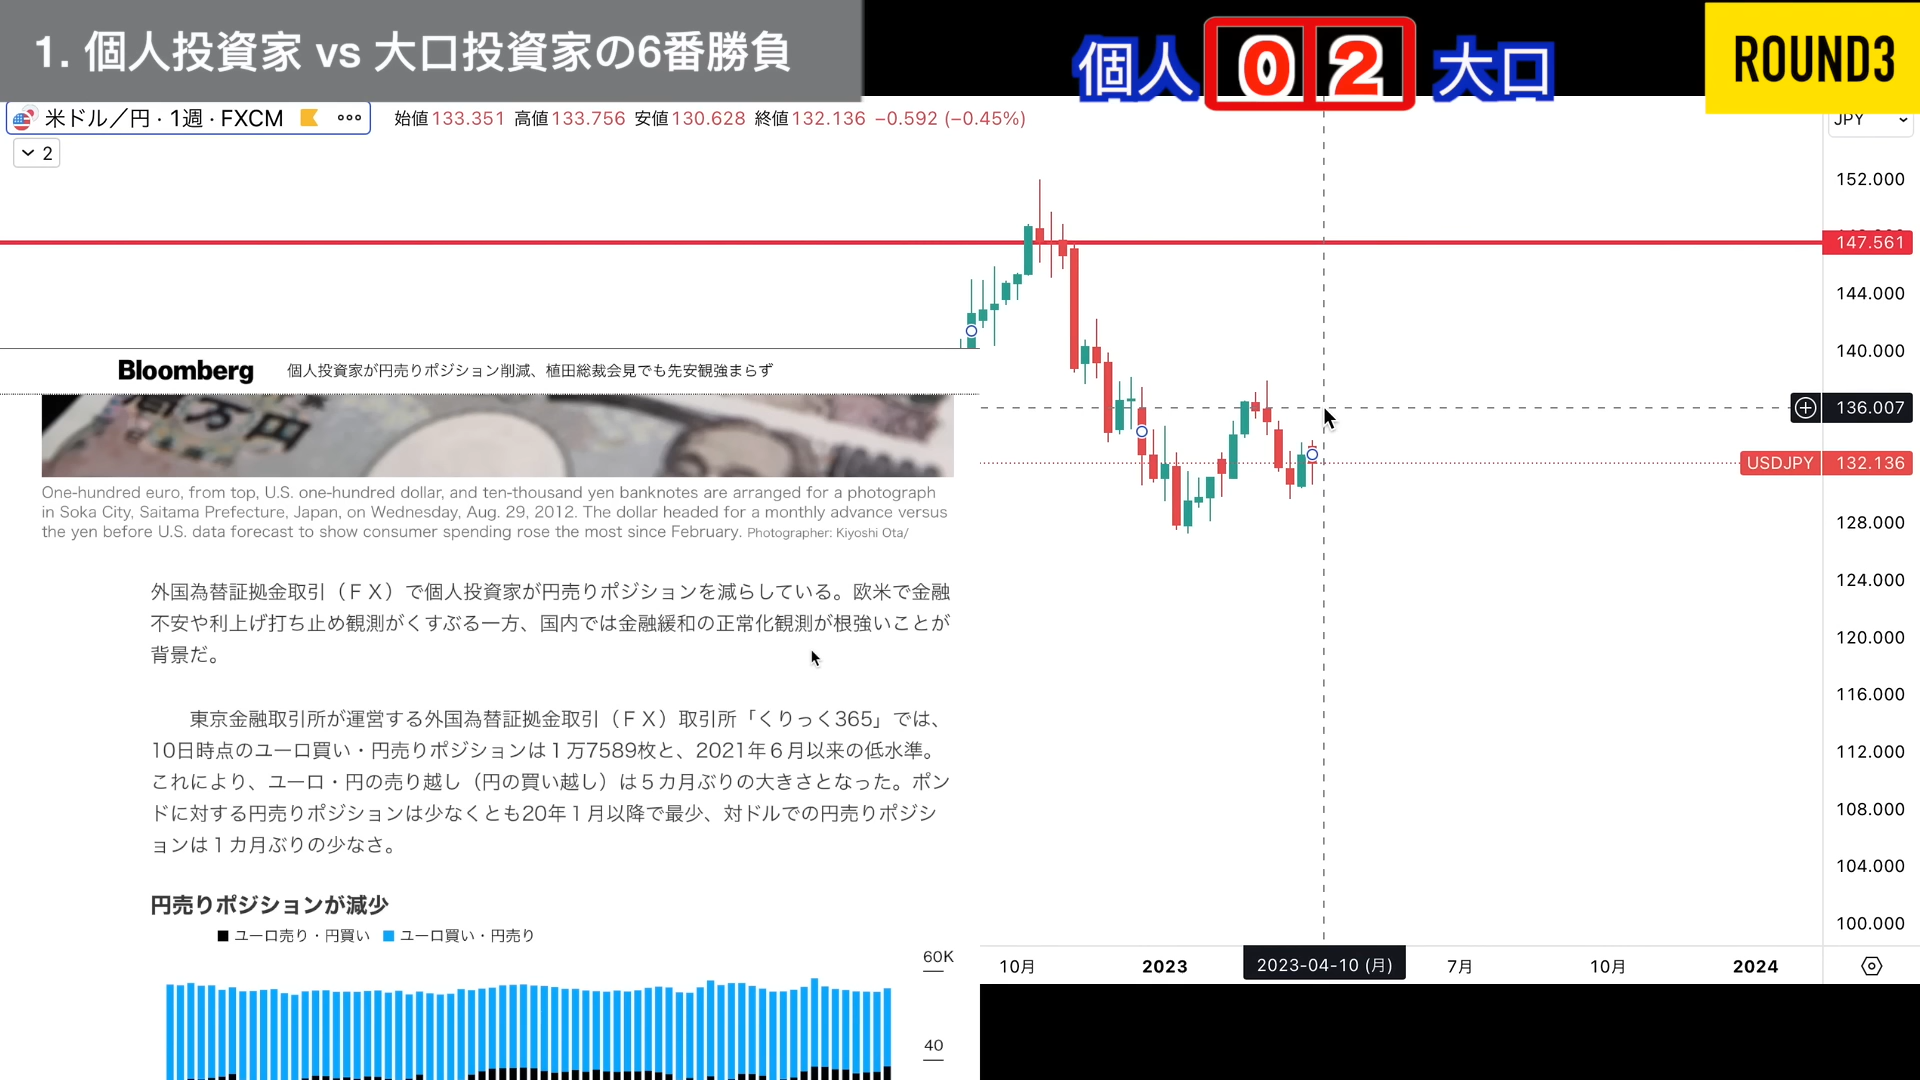 1. 個人投資家 vs 大口投資家の6番勝負
個人 0 2 大口
ROUND3
米ドル／円 · 1週 · FXCM
始値133.351 高値133.756 安値130.628 終値132.136 −0.592 (−0.45%)
JPY
2
152.000
147.561
144.000
140.000
136.007
USDJPY 132.136
128.000
124.000
120.000
116.000
112.000
108.000
104.000
100.000
10月 2023 2023-04-10 (月) 7月 10月 2024
Bloomberg 個人投資家が円売りポジション削減、植田総裁会見でも先安観強まらず
万円
One-hundred euro, from top, U.S. one-hundred dollar, and ten-thousand yen banknotes are arranged for a photograph
in Soka City, Saitama Prefecture, Japan, on Wednesday, Aug. 29, 2012. The dollar headed for a monthly advance versus
the yen before U.S. data forecast to show consumer spending rose the most since February. Photographer: Kiyoshi Ota/
外国為替証拠金取引（ＦＸ）で個人投資家が円売りポジションを減らしている。欧米で金融
不安や利上げ打ち止め観測がくすぶる一方、国内では金融緩和の正常化観測が根強いことが
背景だ。
東京金融取引所が運営する外国為替証拠金取引（ＦＸ）取引所「くりっく365」では、
10日時点のユーロ買い・円売りポジションは１万7589枚と、2021年６月以来の低水準。
これにより、ユーロ・円の売り越し（円の買い越し）は５カ月ぶりの大きさとなった。ポン
ドに対する円売りポジションは少なくとも20年１月以降で最少、対ドルでの円売りポジシ
ョンは１カ月ぶりの少なさ。
円売りポジションが減少
ユーロ売り・円買い ユーロ買い・円売り
60K
40